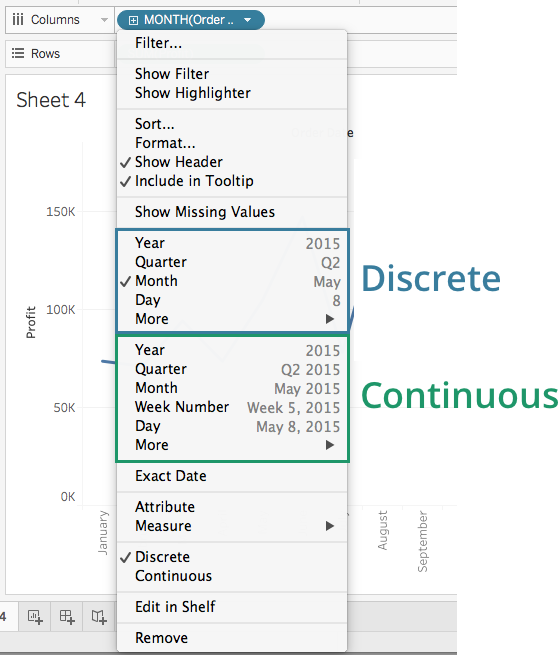 Columns MONTH(Order ..
Rows
Filter...
Show Filter
Show Highlighter
Sheet 4
Sort...
Format...
Show Header
Include in Tooltip
Show Missing Values
Year 2015
Quarter Q2
Month May
Day 8
More
Discrete
Year 2015
Quarter Q2 2015
Month May 2015
Week Number Week 5, 2015
Day May 8, 2015
More
Continuous
Exact Date
Attribute
Measure
Discrete
Continuous
Edit in Shelf
Remove
Profit
150K
100K
50K
0K
January
August
September
4